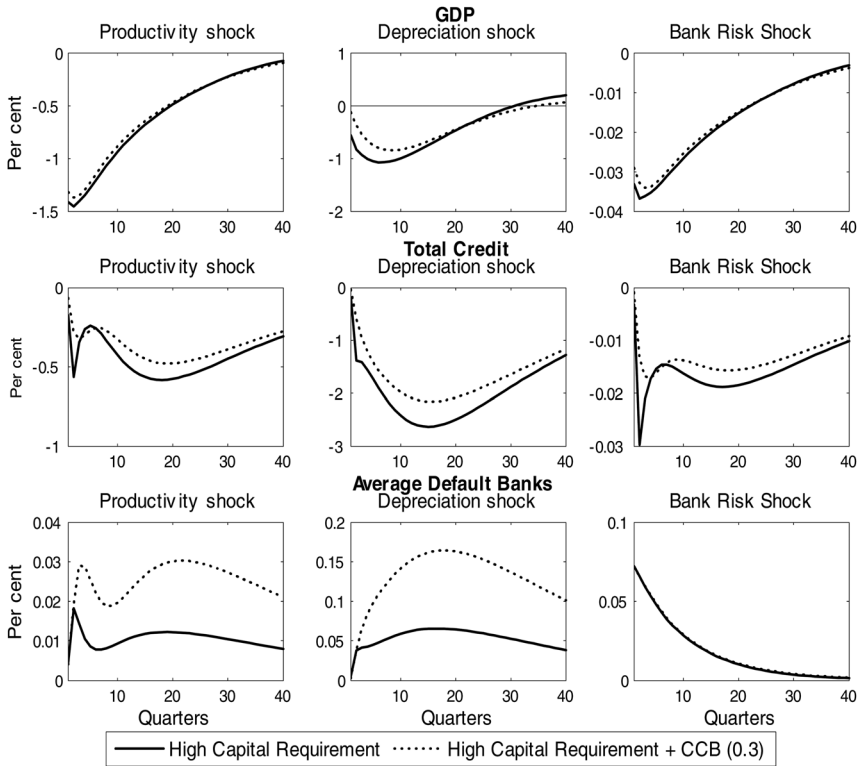 GDP
Productivity shock Depreciation shock Bank Risk Shock
0 1 0
-0.5 0 -0.01
-1 -1 -0.02
-0.03
-1.5 -2 -0.04
Per cent
10 20 30 40 10 20 30 40 10 20 30 40
Total Credit
Productivity shock Depreciation shock Bank Risk Shock
0 0 0
-0.5 -1 -0.01
-2 -0.02
-1 -3 -0.03
Per cent
10 20 30 40 10 20 30 40 10 20 30 40
Average Default Banks
Productivity shock Depreciation shock Bank Risk Shock
0.04 0.2 0.1
0.03 0.15
0.02 0.1 0.05
0.01 0.05
0 0 0
Per cent
10 20 30 40 10 20 30 40 10 20 30 40
Quarters Quarters Quarters
High Capital Requirement High Capital Requirement + CCB (0.3)